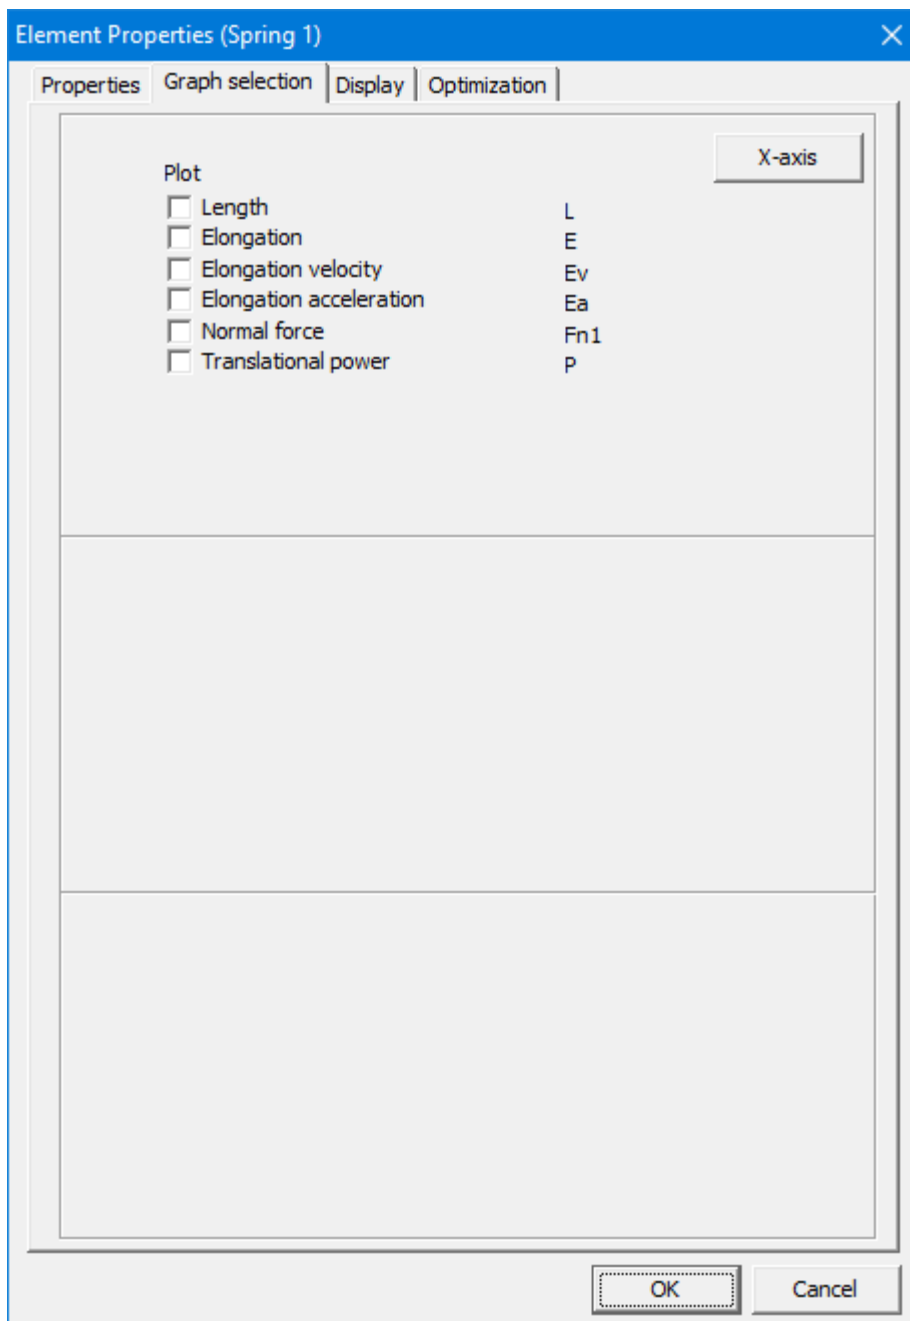 Element Properties (Spring 1)
Properties Graph selection Display Optimization
X-axis
Plot
Length L
Elongation E
Elongation velocity Ev
Elongation acceleration Ea
Normal force Fn1
Translational power P
OK Cancel